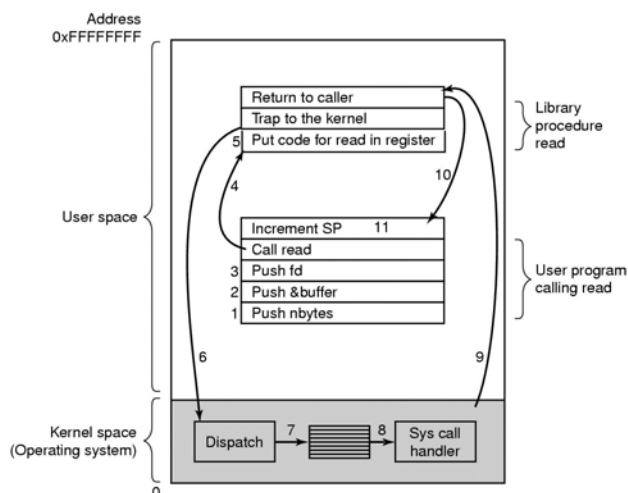 Address
0xFFFFFFFF
Return to caller
Trap to the kernel
5 Put code for read in register
Library
procedure
read
4
10
User space
Increment SP 11
Call read
3 Push fd
2 Push &buffer
1 Push nbytes
User program
calling read
6
9
Kernel space
(Operating system)
Dispatch
7
8
Sys call
handler
0